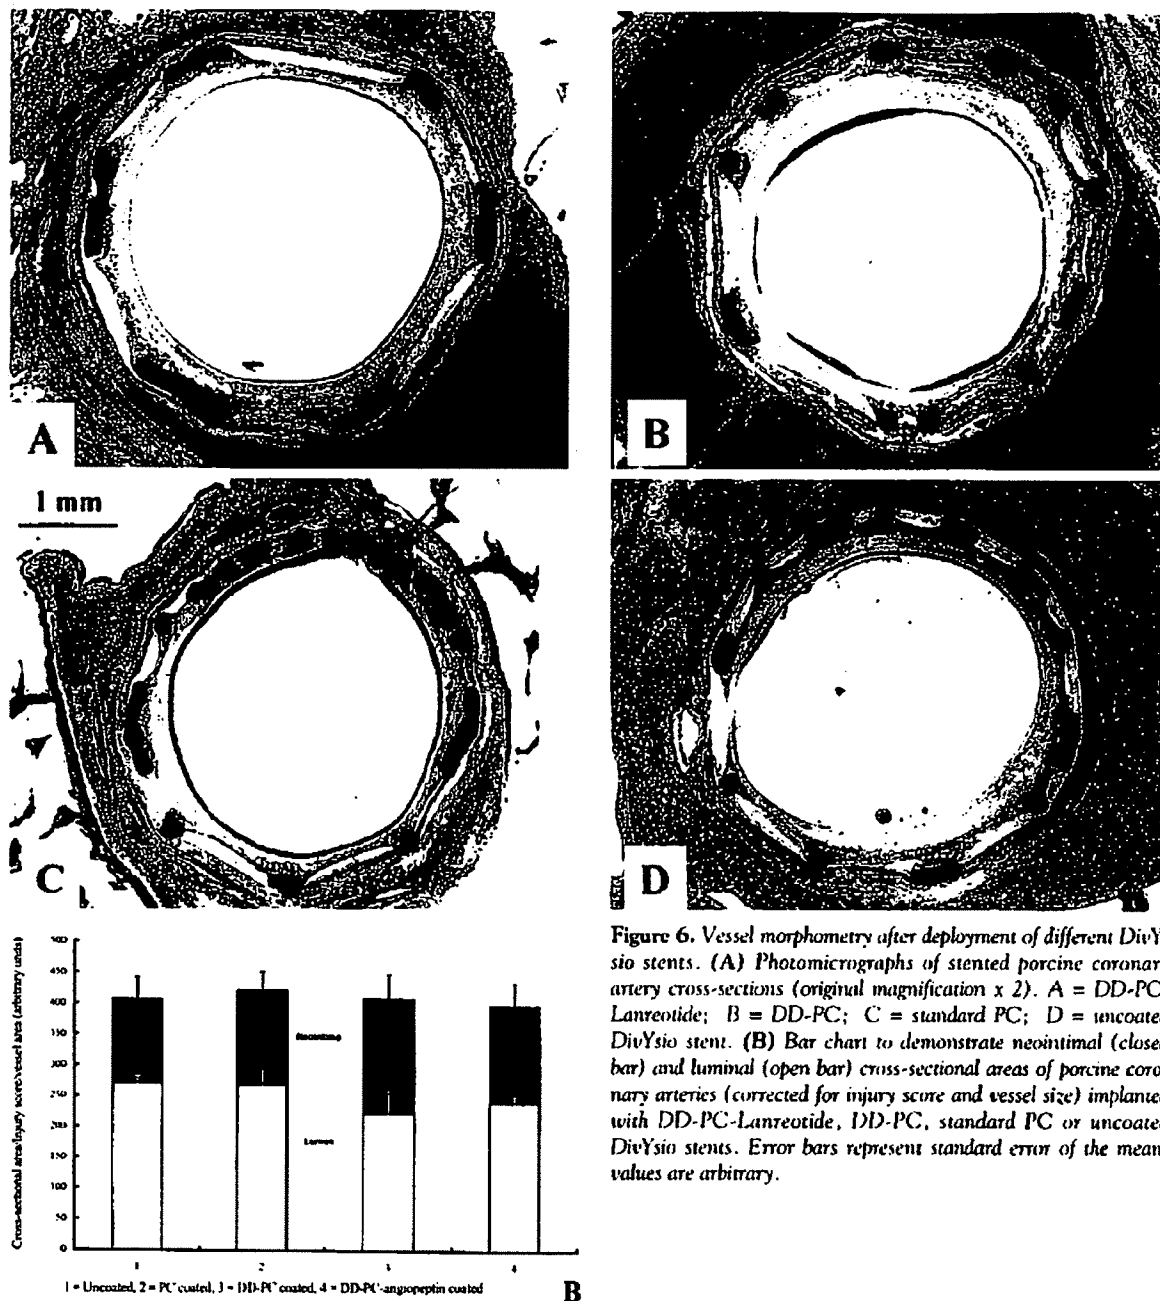 A
B
1 mm
C
D
Figure 6. Vessel morphometry after deployment of different DivY
sio stents. (A) Photomicrographs of stented porcine coronar
artery cross-sections (original magnification x 2). A = DD-PC
Lanreotide; B = DD-PC; C = standard PC; D = uncoate
DivYsio stent. (B) Bar chart to demonstrate neointimal (close
bar) and luminal (open bar) cross-sectional areas of porcine coro
nary arteries (corrected for injury score and vessel size) implante
with DD-PC-Lanreotide, DD-PC, standard PC or uncoate
DivYsio stents. Error bars represent standard error of the mean
values are arbitrary.
Cross-sectional area/injury score/vessel area (arbitrary units)
500
450
400
350
300
250
200
150
100
50
0
Lumen
1
2
3
4
1 = Uncoated, 2 = PC coated, 3 = DD-PC coated, 4 = DD-PC-angiopeptin coated
B